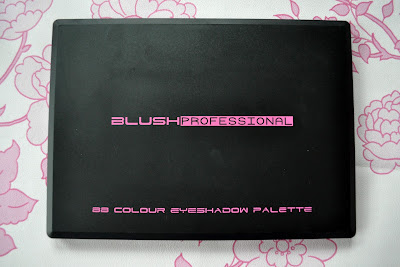 BLUSHPROFESSIONAL
88 COLOUR EYESHADOW PALETTE